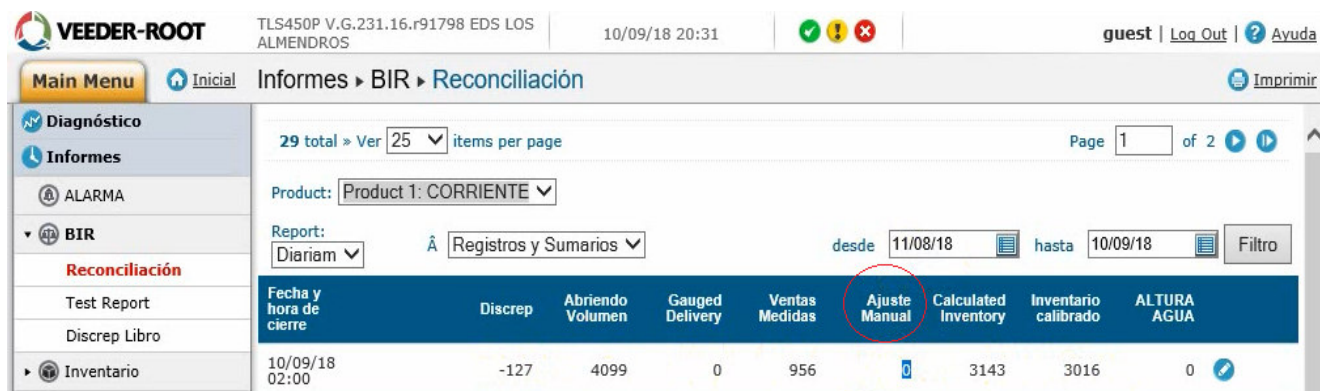 VEEDER-ROOT
TLS450P V.G.231.16.r91798 EDS LOS
ALMENDROS
10/09/18 20:31
guest | Log Out | Ayuda
Main Menu
Inicial
Informes ▸ BIR ▸ Reconciliación
Imprimir
Diagnóstico
Informes
ALARMA
BIR
Reconciliación
Test Report
Discrep Libro
Inventario
29 total » Ver 25 items per page
Page 1 of 2
Product: Product 1: CORRIENTE
Report:
Diariam
Â Registros y Sumarios
desde 11/08/18 hasta 10/09/18 Filtro
Fecha y
hora de
cierre
Discrep
Abriendo
Volumen
Gauged
Delivery
Ventas
Medidas
Ajuste
Manual
Calculated
Inventory
Inventario
calibrado
ALTURA
AGUA
10/09/18
02:00
-127 4099 0 956 0 3143 3016 0